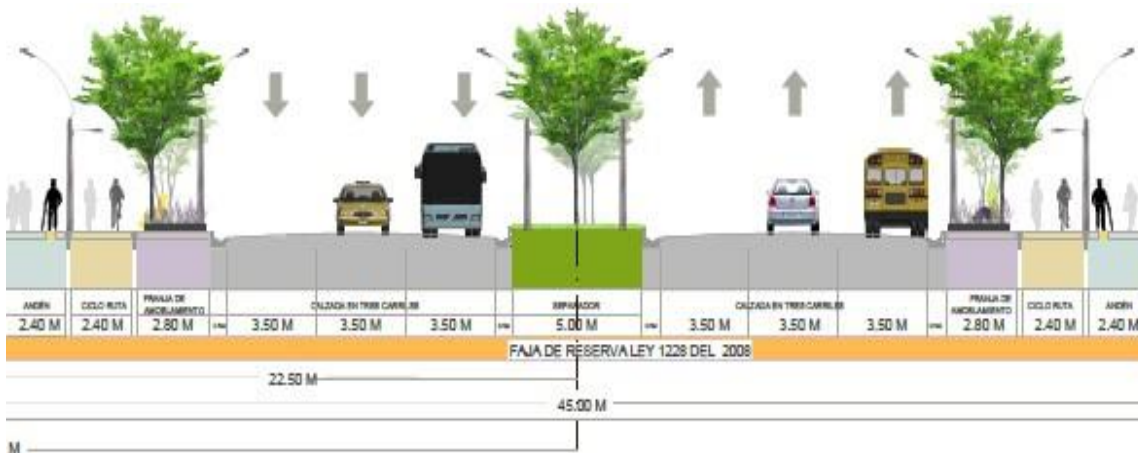 ANDÉN CICLO RUTA FRANJA DE AMOBLAMIENTO CALZADA EN TRES CARRILES SEPARADOR CALZADA EN TRES CARRILES FRANJA DE AMOBLAMIENTO CICLO RUTA ANDÉN
2.40 M 2.40 M 2.80 M 3.50 M 3.50 M 3.50 M 5.00 M 3.50 M 3.50 M 3.50 M 2.80 M 2.40 M 2.40 M
FAJA DE RESERVA LEY 1228 DEL 2008
22.50 M
45.00 M
M